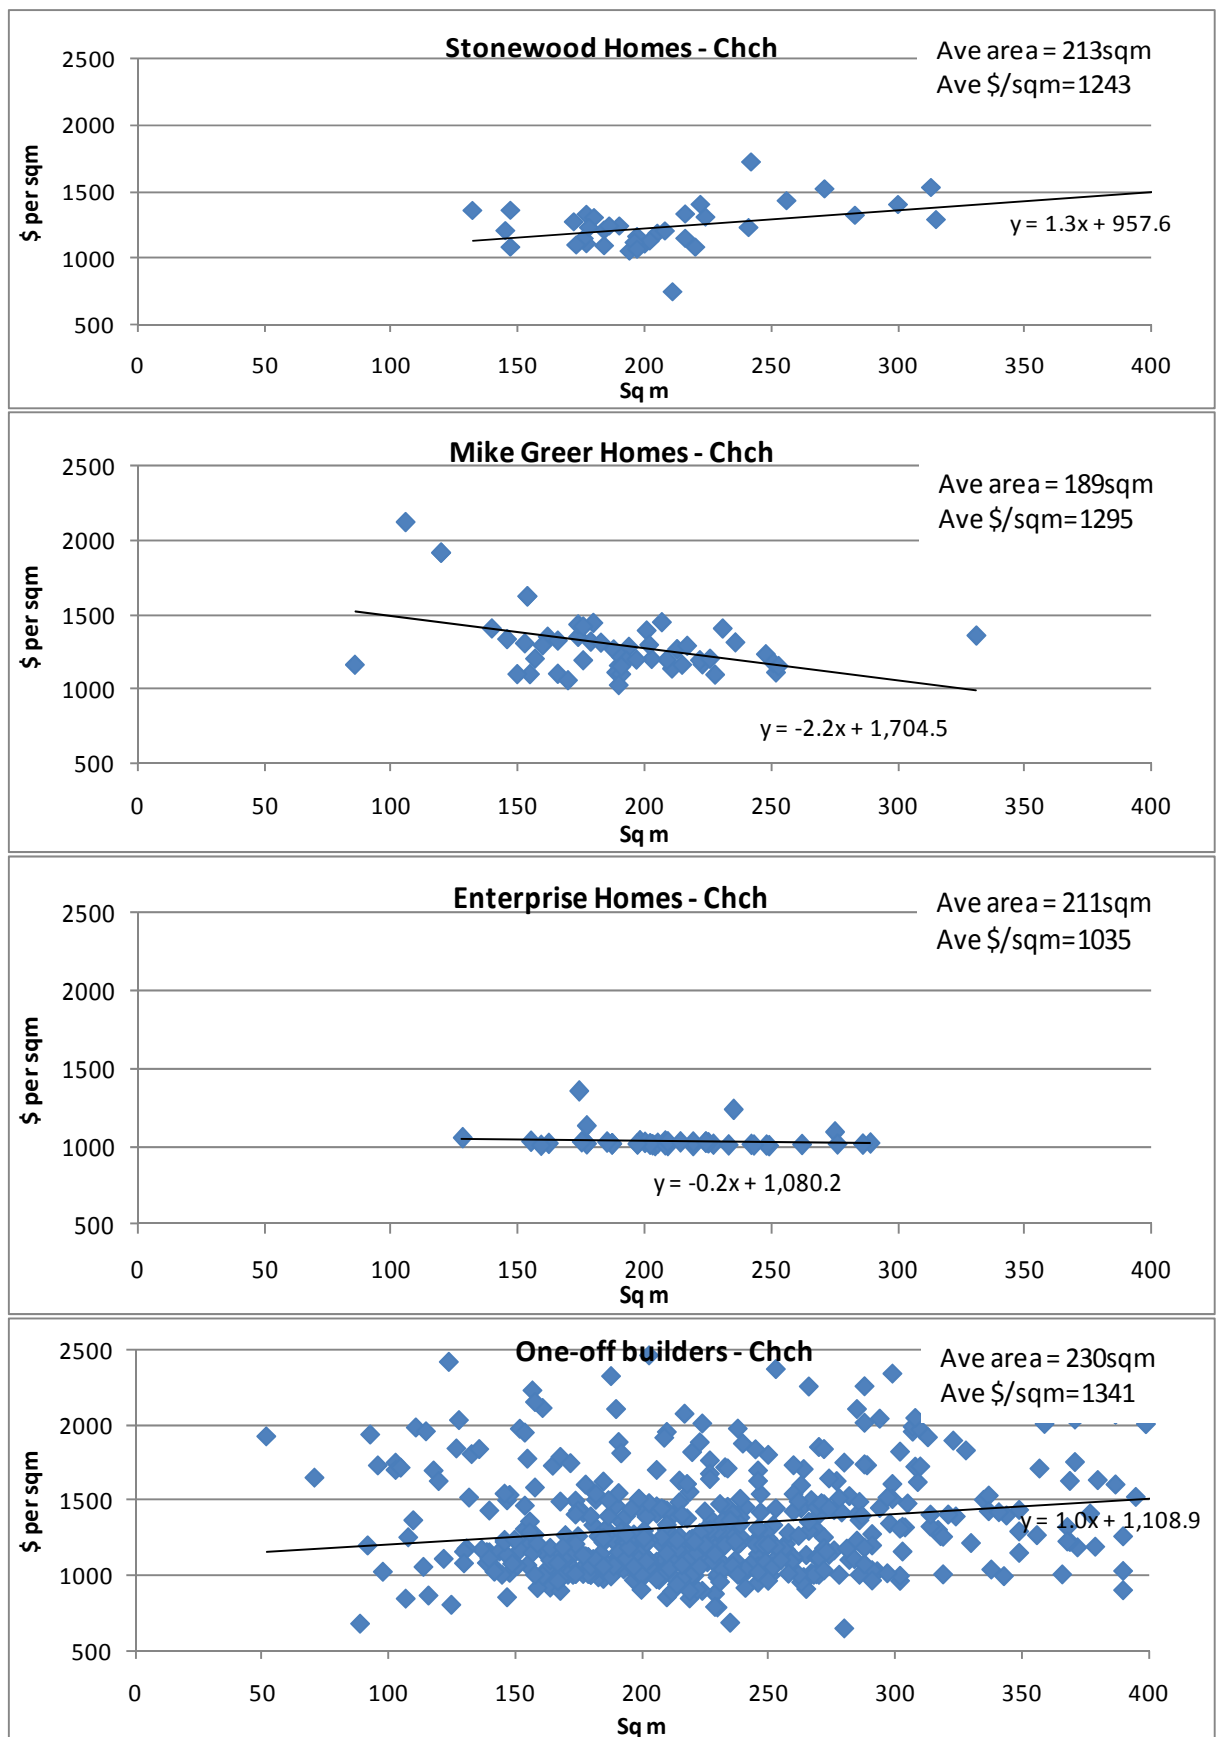 Stonewood Homes - Chch
Ave area = 213sqm
Ave $/sqm=1243
$ per sqm
2500
2000
1500
1000
500
y = 1.3x + 957.6
0 50 100 150 200 250 300 350 400
Sq m
Mike Greer Homes - Chch
Ave area = 189sqm
Ave $/sqm=1295
$ per sqm
2500
2000
1500
1000
500
y = -2.2x + 1,704.5
0 50 100 150 200 250 300 350 400
Sq m
Enterprise Homes - Chch
Ave area = 211sqm
Ave $/sqm=1035
$ per sqm
2500
2000
1500
1000
500
y = -0.2x + 1,080.2
0 50 100 150 200 250 300 350 400
Sq m
One-off builders - Chch
Ave area = 230sqm
Ave $/sqm=1341
$ per sqm
2500
2000
1500
1000
500
y = 1.0x + 1,108.9
0 50 100 150 200 250 300 350 400
Sq m